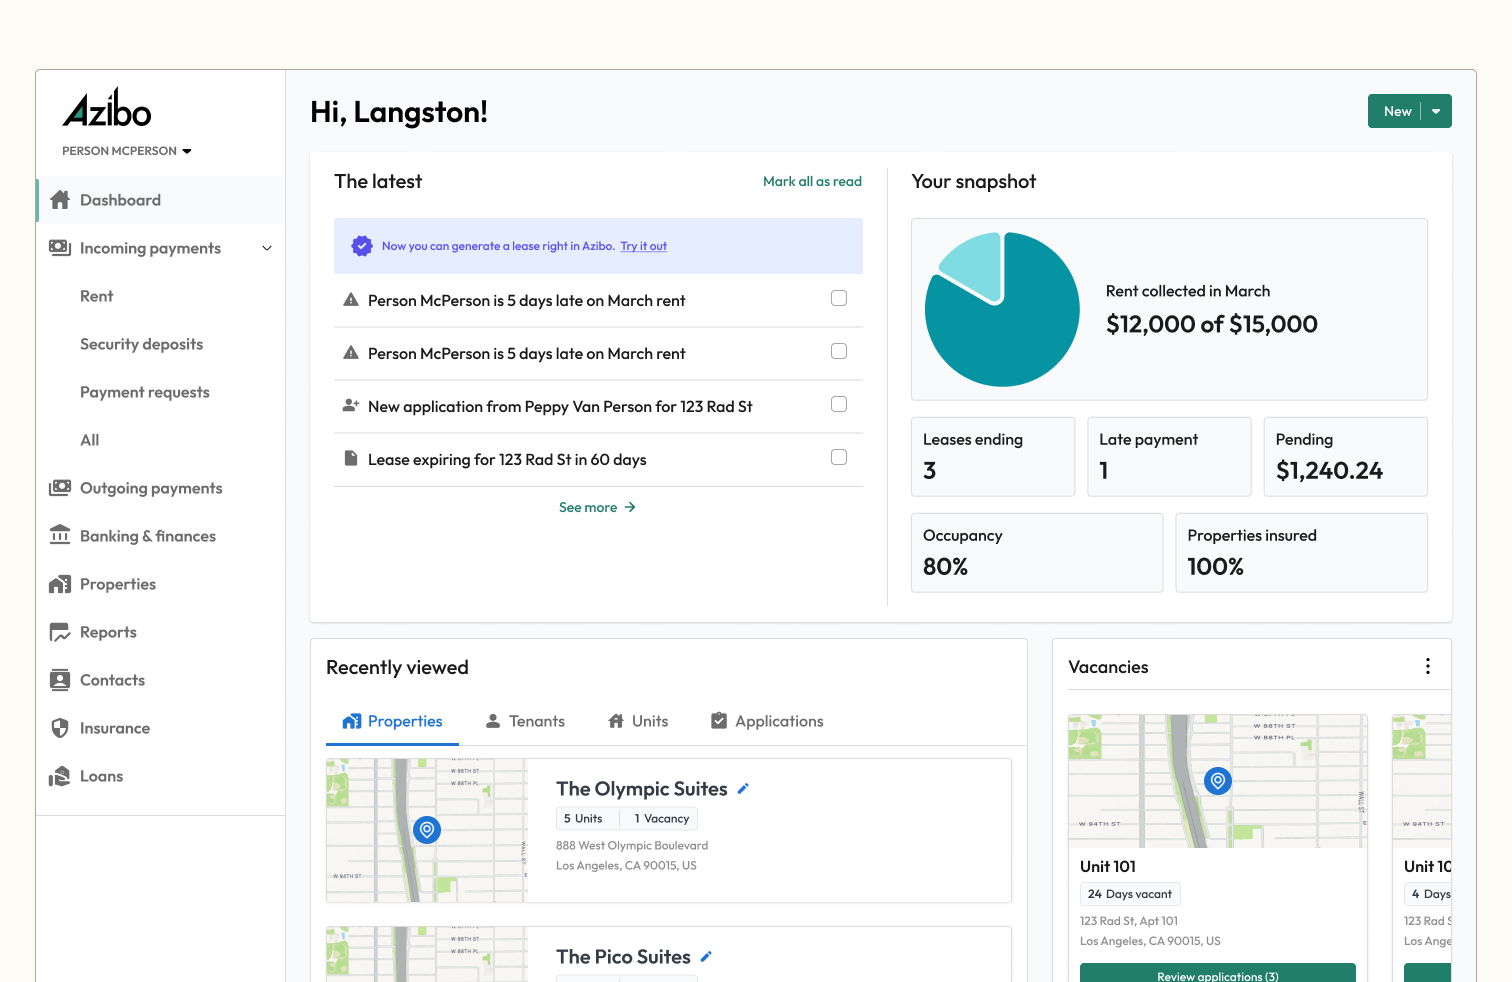 Azibo
PERSON MCPERSON
Dashboard
Incoming payments
Rent
Security deposits
Payment requests
All
Outgoing payments
Banking & finances
Properties
Reports
Contacts
Insurance
Loans
Hi, Langston!
New
The latest
Mark all as read
Now you can generate a lease right in Azibo. Try it out
Person McPerson is 5 days late on March rent
Person McPerson is 5 days late on March rent
New application from Peppy Van Person for 123 Rad St
Lease expiring for 123 Rad St in 60 days
See more
Your snapshot
Rent collected in March
$12,000 of $15,000
Leases ending
3
Late payment
1
Pending
$1,240.24
Occupancy
80%
Properties insured
100%
Recently viewed
Properties
Tenants
Units
Applications
W 88TH ST
W 88TH PL
WALL ST
W 94TH ST
The Olympic Suites
5 Units
1 Vacancy
888 West Olympic Boulevard
Los Angeles, CA 90015, US
W 88TH ST
W 88TH PL
The Pico Suites
Vacancies
W 88TH ST
W 88TH PL
WALL ST
W 94TH ST
Unit 101
24 Days vacant
123 Rad St, Apt 101
Los Angeles, CA 90015, US
Review applications (3)
W 94TH ST
Unit 10
4 Days
123 Rad S
Los Ange